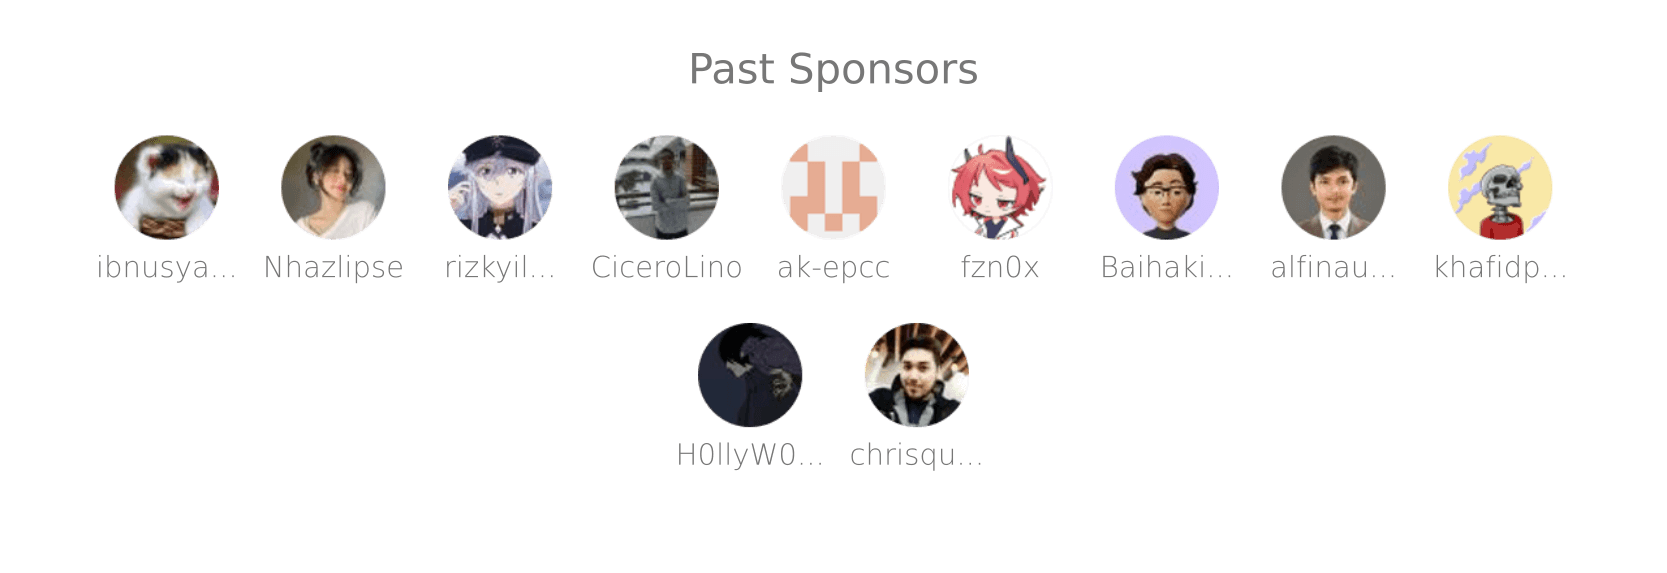 Past Sponsors
ibnusya... Nhazlipse rizkyil... CiceroLino ak-epcc fzn0x Baihaki... alfinau... khafidp...
H0llyW0... chrisqu...